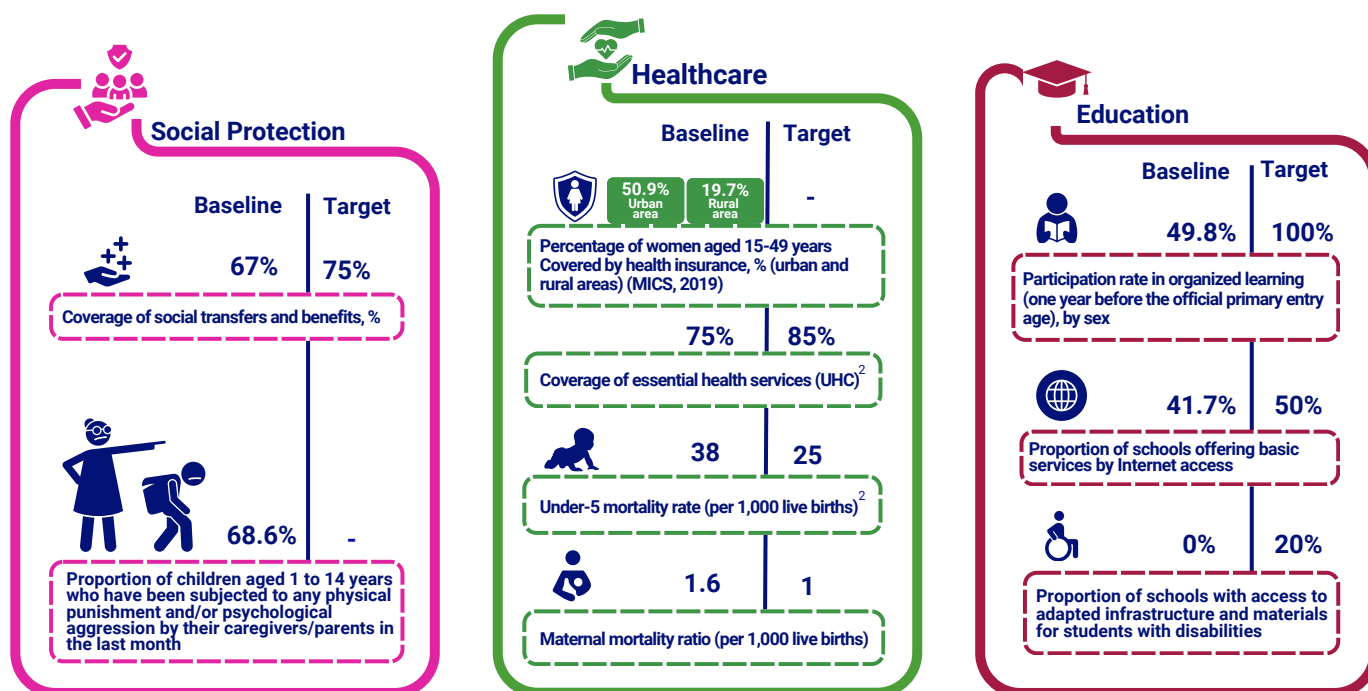 Social Protection
Baseline
Target
67%
75%
Coverage of social transfers and benefits, %
68.6%
-
Proportion of children aged 1 to 14 years
who have been subjected to any physical
punishment and/or psychological
aggression by their caregivers/parents in
the last month
Healthcare
Baseline
Target
50.9%
Urban
area
19.7%
Rural
area
-
Percentage of women aged 15-49 years
Covered by health insurance, % (urban and
rural areas) (MICS, 2019)
75%
85%
Coverage of essential health services (UHC)2
38
25
Under-5 mortality rate (per 1,000 live births)2
1.6
1
Maternal mortality ratio (per 1,000 live births)
Education
Baseline
Target
49.8%
100%
Participation rate in organized learning
(one year before the official primary entry
age), by sex
41.7%
50%
Proportion of schools offering basic
services by Internet access
0%
20%
Proportion of schools with access to
adapted infrastructure and materials
for students with disabilities